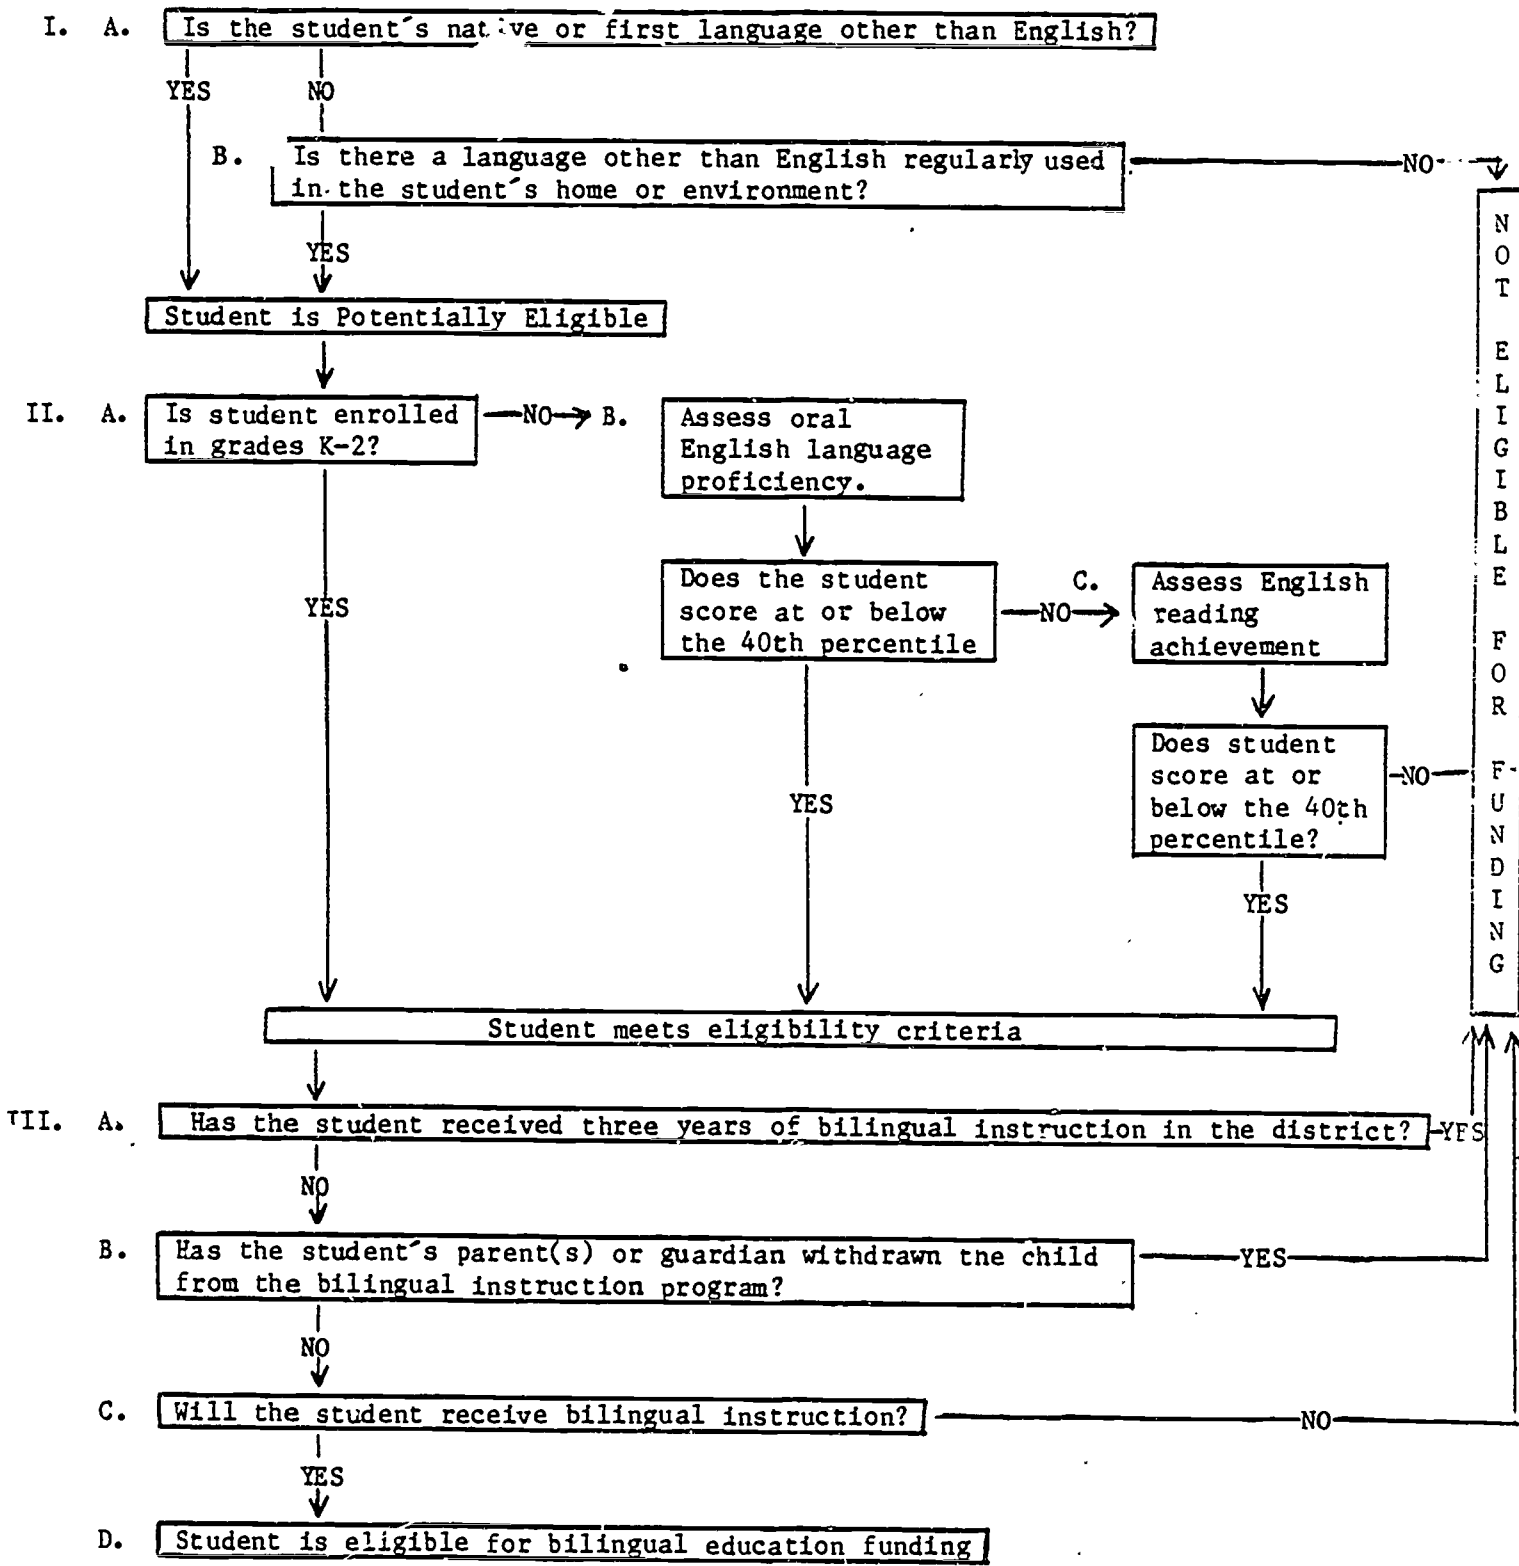 I. A. Is the student's native or first language other than English?
YES NO
B. Is there a language other than English regularly used
in the student's home or environment?
NO
YES
Student is Potentially Eligible
II. A. Is student enrolled
in grades K-2?
NO
B. Assess oral
English language
proficiency.
YES
Does the student
score at or below
the 40th percentile
NO
C. Assess English
reading
achievement
YES
Does student
score at or
below the 40th
percentile?
NO
YES
NOT ELIGIBLE FOR FUNDING
Student meets eligibility criteria
III. A. Has the student received three years of bilingual instruction in the district? YES
NO
B. Has the student's parent(s) or guardian withdrawn the child
from the bilingual instruction program?
YES
NO
C. Will the student receive bilingual instruction?
NO
YES
D. Student is eligible for bilingual education funding